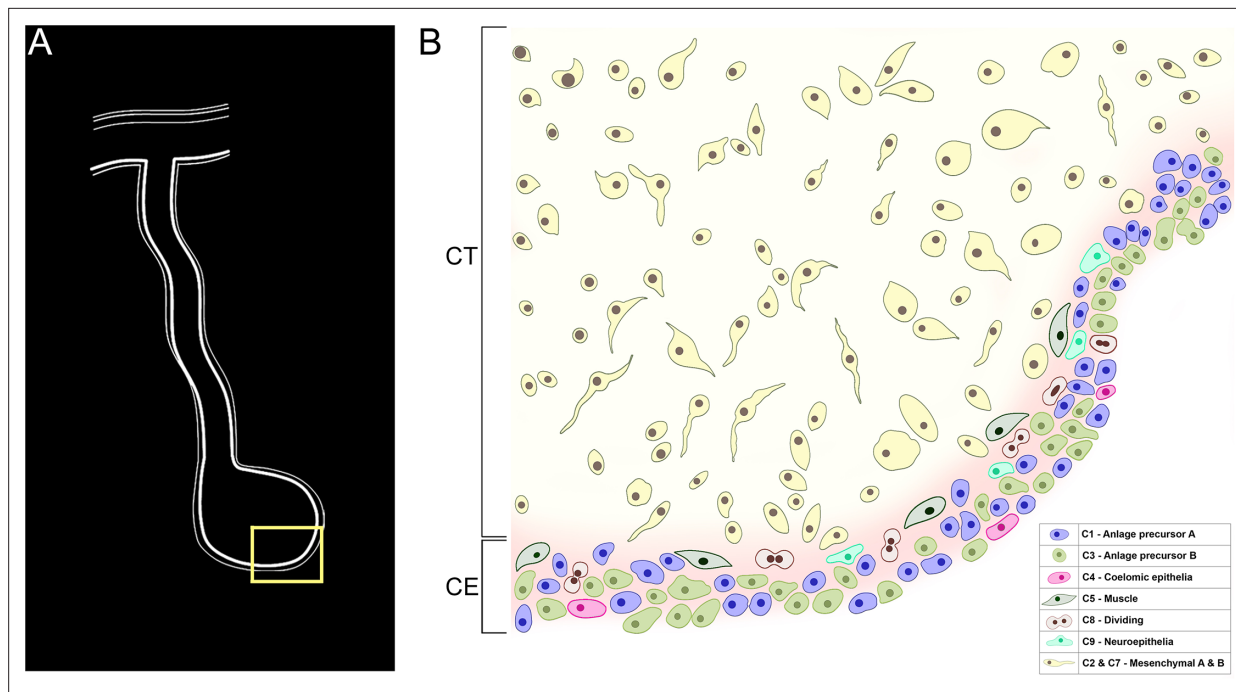 A
B
CT
CE
C1 - Anlage precursor A
C3 - Anlage precursor B
C4 - Coelomic epithelia
C5 - Muscle
C8 - Dividing
C9 - Neuroepithelia
C2 & C7 - Mesenchymal A & B